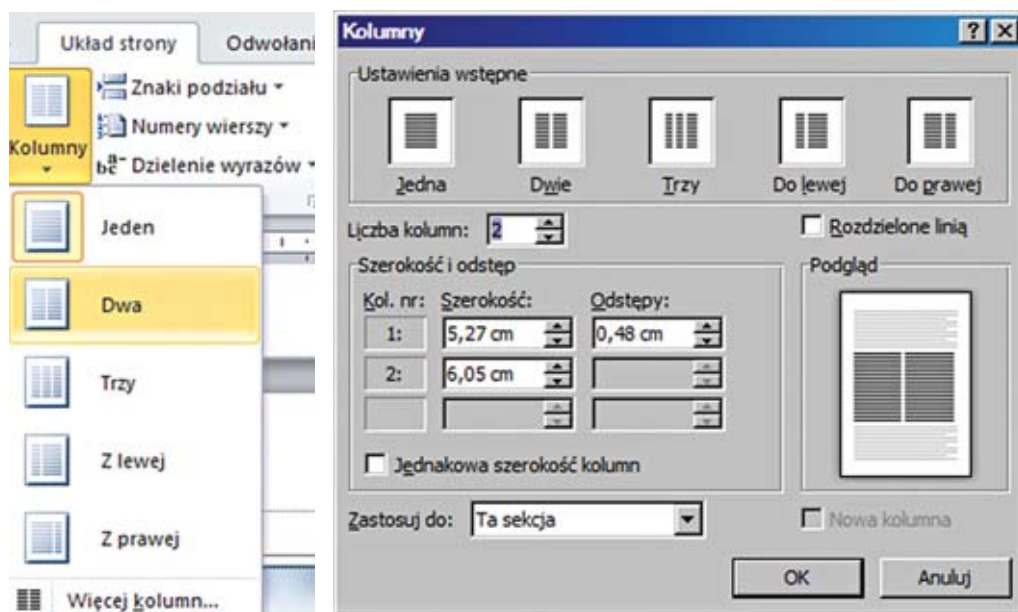 Układ strony Odwołani
Znaki podziału
Numery wierszy
Kolumny
Dzielenie wyrazów
Jeden
Dwa
Trzy
Z lewej
Z prawej
Więcej kolumn...
Kolumny
Ustawienia wstępne
Jedna Dwie Trzy Do lewej Do prawej
Liczba kolumn: 2 Rozdzielone linią
Szerokość i odstęp Podgląd
Kol. nr: Szerokość: Odstępy:
1: 5,27 cm 0,48 cm
2: 6,05 cm
Jednakowa szerokość kolumn
Zastosuj do: Ta sekcja Nowa kolumna
OK Anuluj